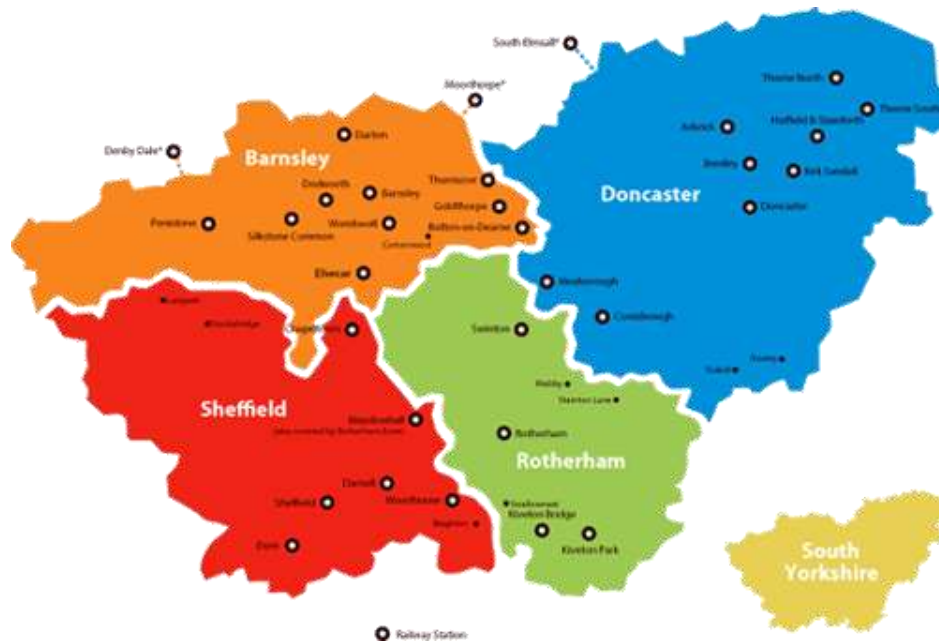 South Elmsall*
Thorne North
Moorthorpe*
Thorne South
Hatfield & Stainforth
Adwick
Darton
Denby Dale*
Barnsley
Bentley
Kirk Sandall
Thurnscoe
Dodworth
Barnsley
Doncaster
Goldthorpe
Doncaster
Penistone
Wombwell
Bolton-on-Dearne
Silkstone Common
Elsecar
Mexborough
Chapeltown
Swinton
Conisbrough
Maltby
Sheffield
Meadowhall
Rotherham
Rotherham
Darnall
Sheffield
Woodhouse
Kiveton Bridge
Dore
Kiveton Park
South
Yorkshire
Railway Station